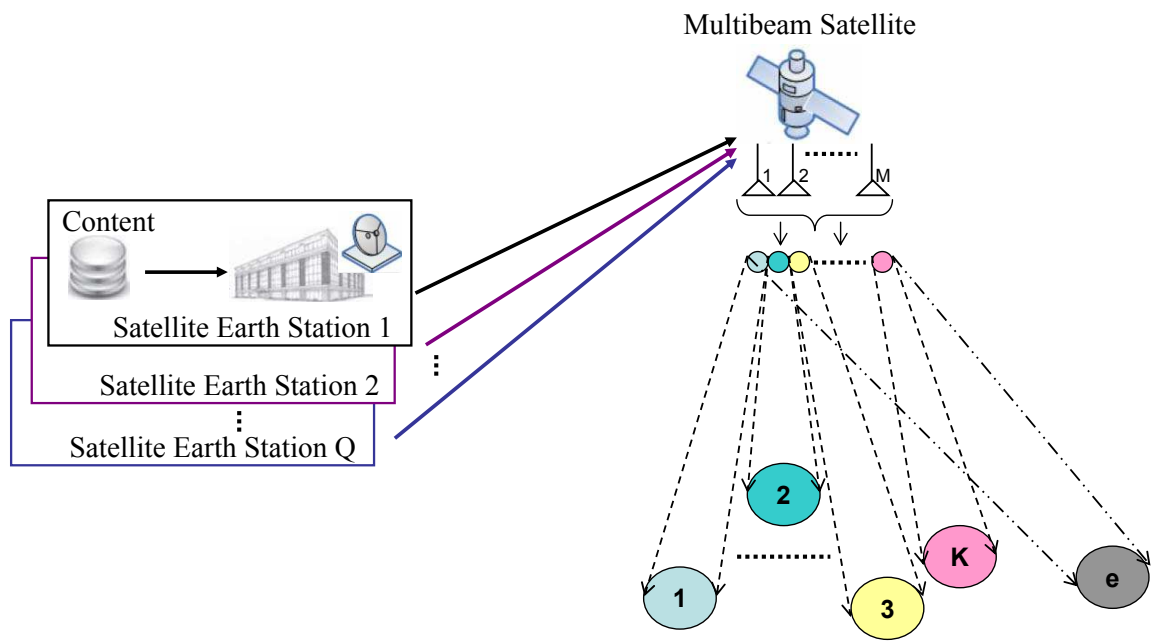 Multibeam Satellite
1 2 M
Content
Satellite Earth Station 1
Satellite Earth Station 2
Satellite Earth Station Q
2
K
e
1
3